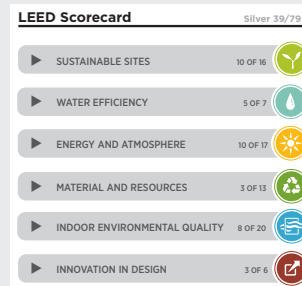 LEED Scorecard Silver 39/79
SUSTAINABLE SITES 10 OF 16
WATER EFFICIENCY 5 OF 7
ENERGY AND ATMOSPHERE 10 OF 17
MATERIAL AND RESOURCES 3 OF 13
INDOOR ENVIRONMENTAL QUALITY 8 OF 20
INNOVATION IN DESIGN 3 OF 6